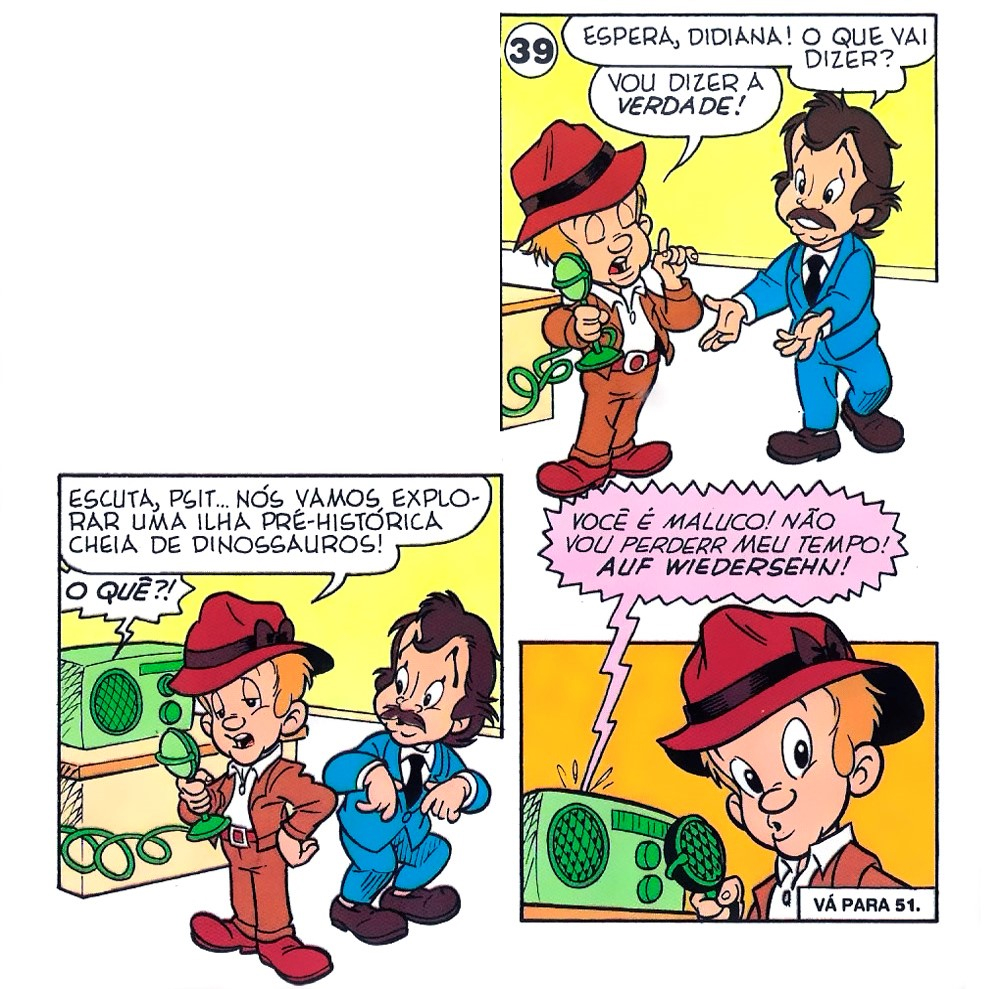 39
ESPERA, DIDIANA! O QUE VAI
DIZER?
VOU DIZER A
VERDADE!
ESCUTA, PSIT... NÓS VAMOS EXPLO-
RAR UMA ILHA PRÉ-HISTÓRICA
CHEIA DE DINOSSAUROS!
O QUÊ?!
VOCÊ É MALUCO! NÃO
VOU PERDERR MEU TEMPO!
AUF WIEDERSEHN!
VÁ PARA 51.